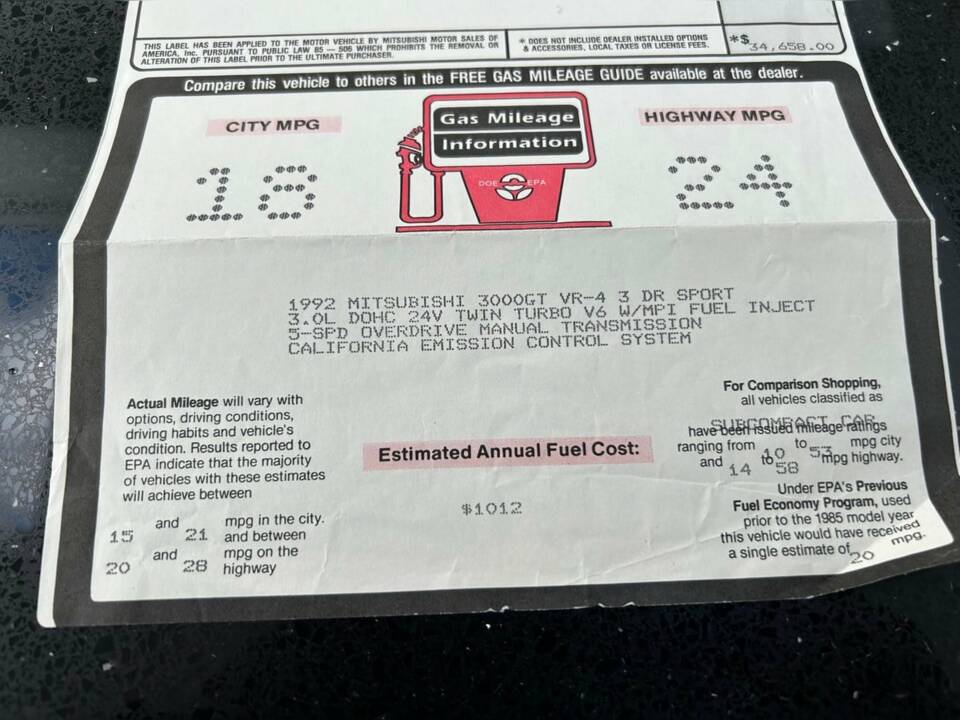 THIS LABEL HAS BEEN APPLIED TO THE MOTOR VEHICLE BY MITSUBISHI MOTOR SALES OF
AMERICA, Inc. PURSUANT TO PUBLIC LAW 85 — 506 WHICH PROHIBITS THE REMOVAL OR
ALTERATION OF THIS LABEL PRIOR TO THE ULTIMATE PURCHASER.
* DOES NOT INCLUDE DEALER INSTALLED OPTIONS
& ACCESSORIES, LOCAL TAXES OR LICENSE FEES.
*$ 34,658.00
Compare this vehicle to others in the FREE GAS MILEAGE GUIDE available at the dealer.
CITY MPG
18
Gas Mileage
Information
DOE EPA
HIGHWAY MPG
24
1992 MITSUBISHI 3000GT VR-4 3 DR SPORT
3.0L DOHC 24V TWIN TURBO V6 W/MPI FUEL INJECT
5-SPD OVERDRIVE MANUAL TRANSMISSION
CALIFORNIA EMISSION CONTROL SYSTEM
Actual Mileage will vary with
options, driving conditions,
driving habits and vehicle's
condition. Results reported to
EPA indicate that the majority
of vehicles with these estimates
will achieve between
15 and 21 mpg in the city.
and between
20 and 28 mpg on the
highway
Estimated Annual Fuel Cost:
$1012
For Comparison Shopping,
all vehicles classified as
SUBCOMPACT CAR
have been issued mileage ratings
ranging from 10 to 53 mpg city
and 14 to 58 mpg highway.
Under EPA's Previous
Fuel Economy Program, used
prior to the 1985 model year
this vehicle would have received
a single estimate of 20 mpg.